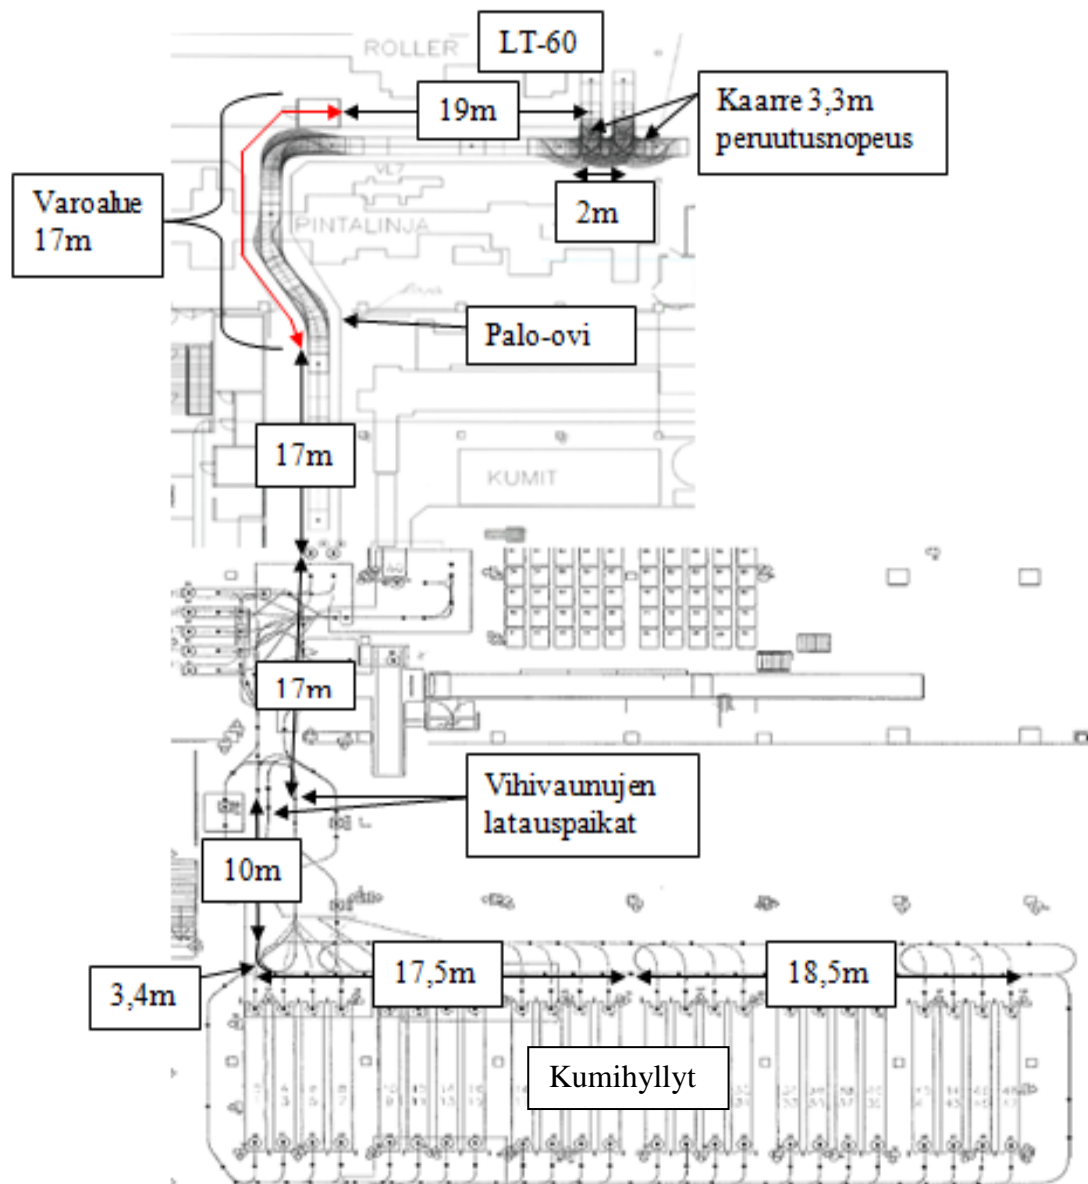 LT-60
ROLLER
19m
Kaarre 3,3m
peruutusnopeus
Varoalue
17m
2m
PINTALINJA
Palo-ovi
17m
KUMIT
17m
Vihivaunujen
latauspaikat
10m
3,4m
17,5m
18,5m
Kumihyllyt